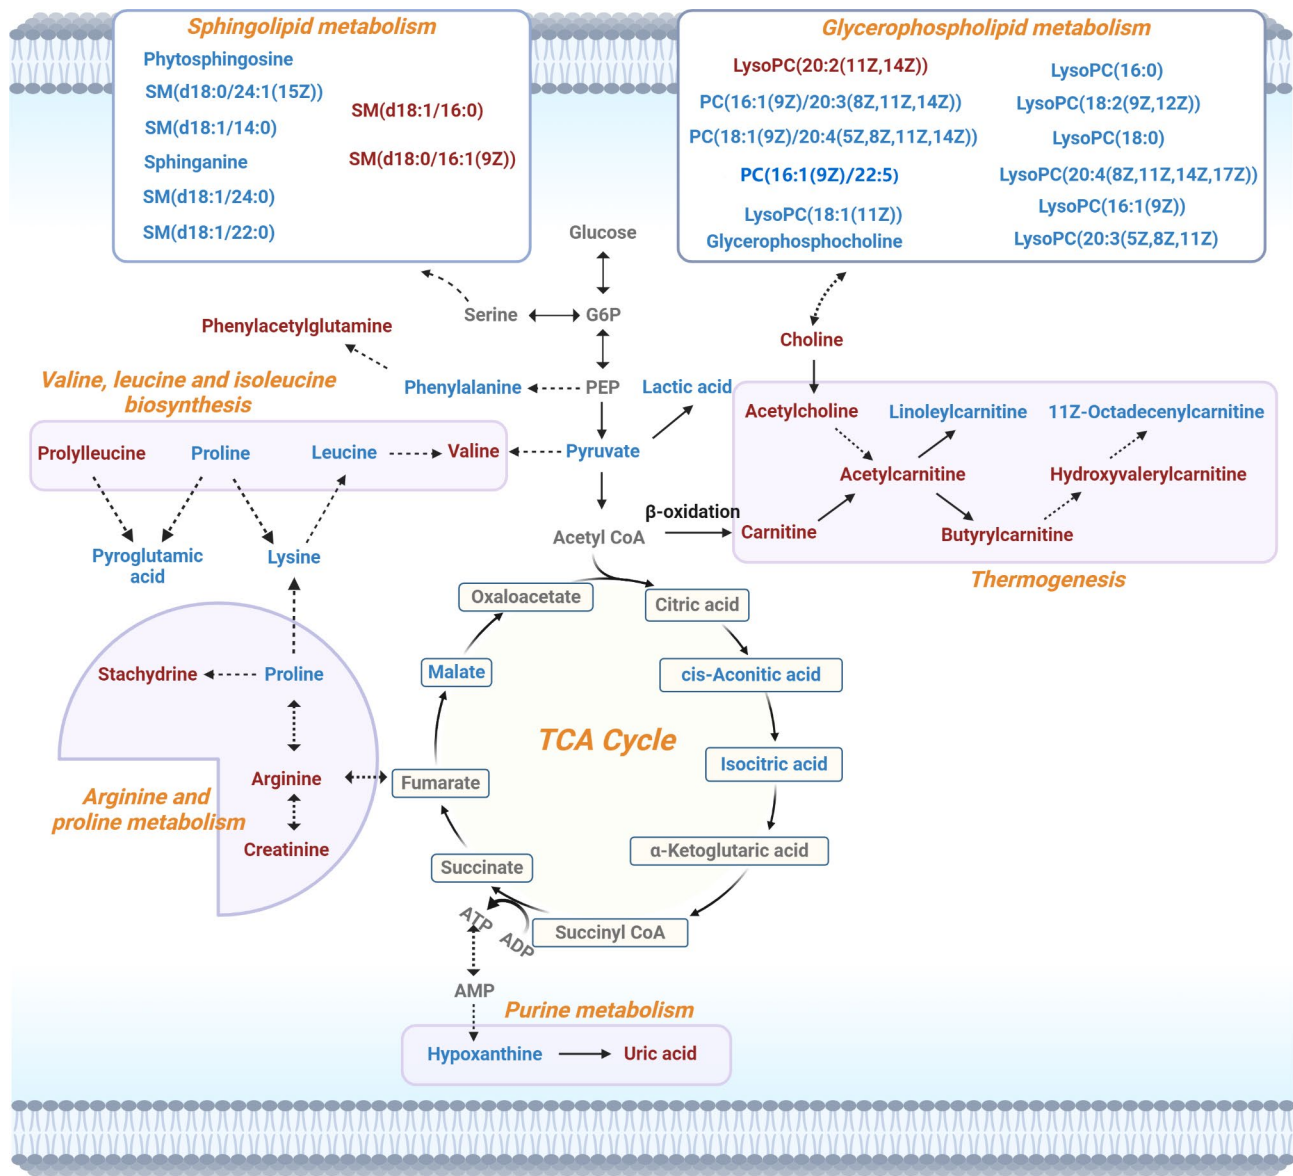 Sphingolipid metabolism
Phytosphingosine
SM(d18:0/24:1(15Z))
SM(d18:1/14:0)
Sphinganine
SM(d18:1/24:0)
SM(d18:1/22:0)
SM(d18:1/16:0)
SM(d18:0/16:1(9Z))
Glycerophospholipid metabolism
LysoPC(20:2(11Z,14Z))
PC(16:1(9Z)/20:3(8Z,11Z,14Z))
PC(18:1(9Z)/20:4(5Z,8Z,11Z,14Z))
PC(16:1(9Z)/22:5)
LysoPC(18:1(11Z))
Glycerophosphocholine
LysoPC(16:0)
LysoPC(18:2(9Z,12Z))
LysoPC(18:0)
LysoPC(20:4(8Z,11Z,14Z,17Z))
LysoPC(16:1(9Z))
LysoPC(20:3(5Z,8Z,11Z)
Glucose
Serine
G6P
Phenylacetylglutamine
Choline
Phenylalanine
PEP
Lactic acid
Valine, leucine and isoleucine
biosynthesis
Prolylleucine
Proline
Leucine
Valine
Pyruvate
Acetylcholine
Linoleylcarnitine
11Z-Octadecenylcarnitine
Acetylcarnitine
Hydroxyvalerylcarnitine
β-oxidation
Carnitine
Butyrylcarnitine
Thermogenesis
Acetyl CoA
Pyroglutamic
acid
Lysine
Oxaloacetate
Citric acid
Stachydrine
Proline
Malate
cis-Aconitic acid
TCA Cycle
Isocitric acid
Arginine
Fumarate
Arginine and
proline metabolism
Creatinine
α-Ketoglutaric acid
Succinate
Succinyl CoA
ATP
ADP
AMP
Purine metabolism
Hypoxanthine
Uric acid